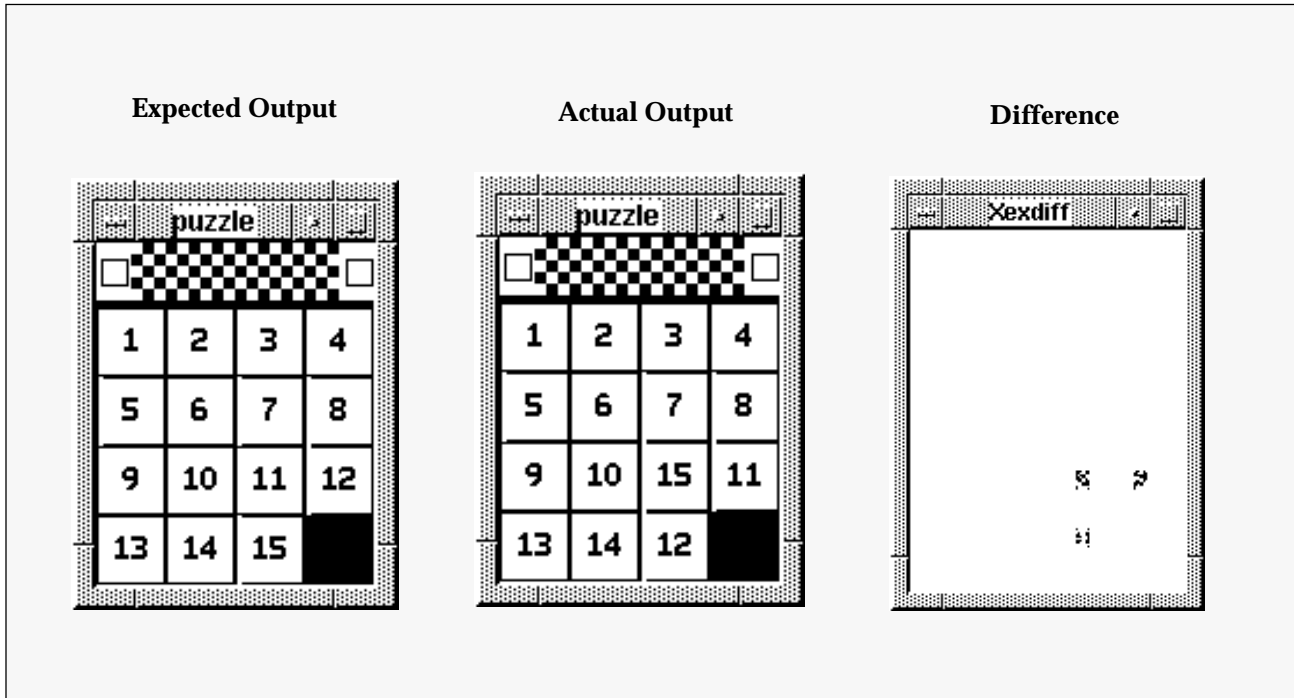 Expected Output
Actual Output
Difference
puzzle
1 2 3 4
5 6 7 8
9 10 11 12
13 14 15
puzzle
1 2 3 4
5 6 7 8
9 10 15 11
13 14 12
Xexdiff